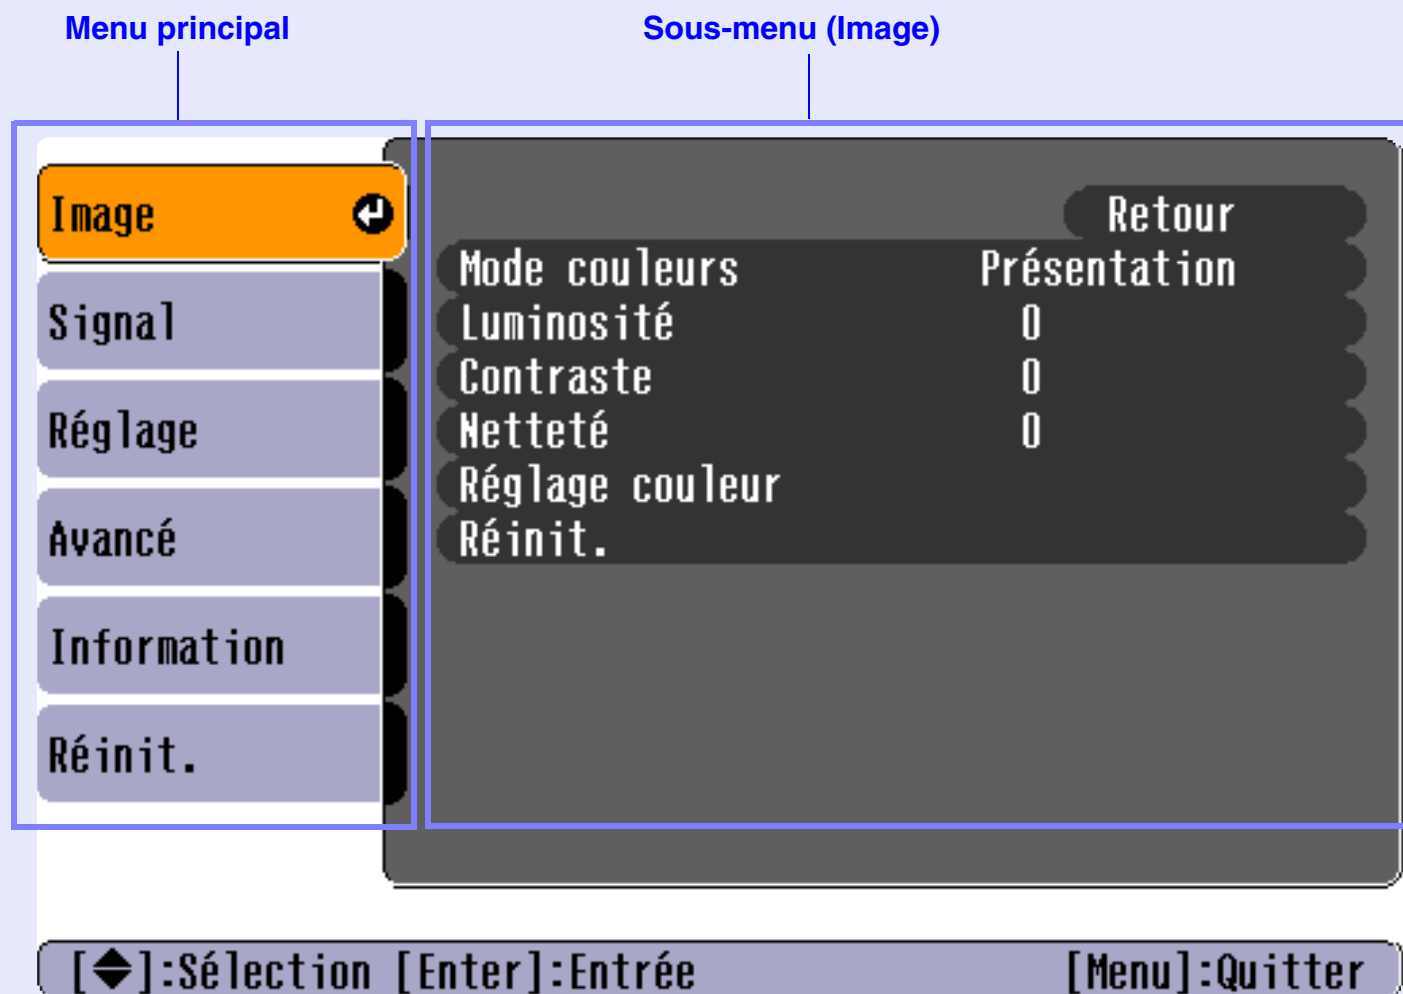 Menu principal
Sous-menu (Image)
Image
Signal
Réglage
Avancé
Information
Réinit.
Retour
Mode couleurs Présentation
Luminosité 0
Contraste 0
Netteté 0
Réglage couleur
Réinit.
[◆]:Sélection [Enter]:Entrée [Menu]:Quitter